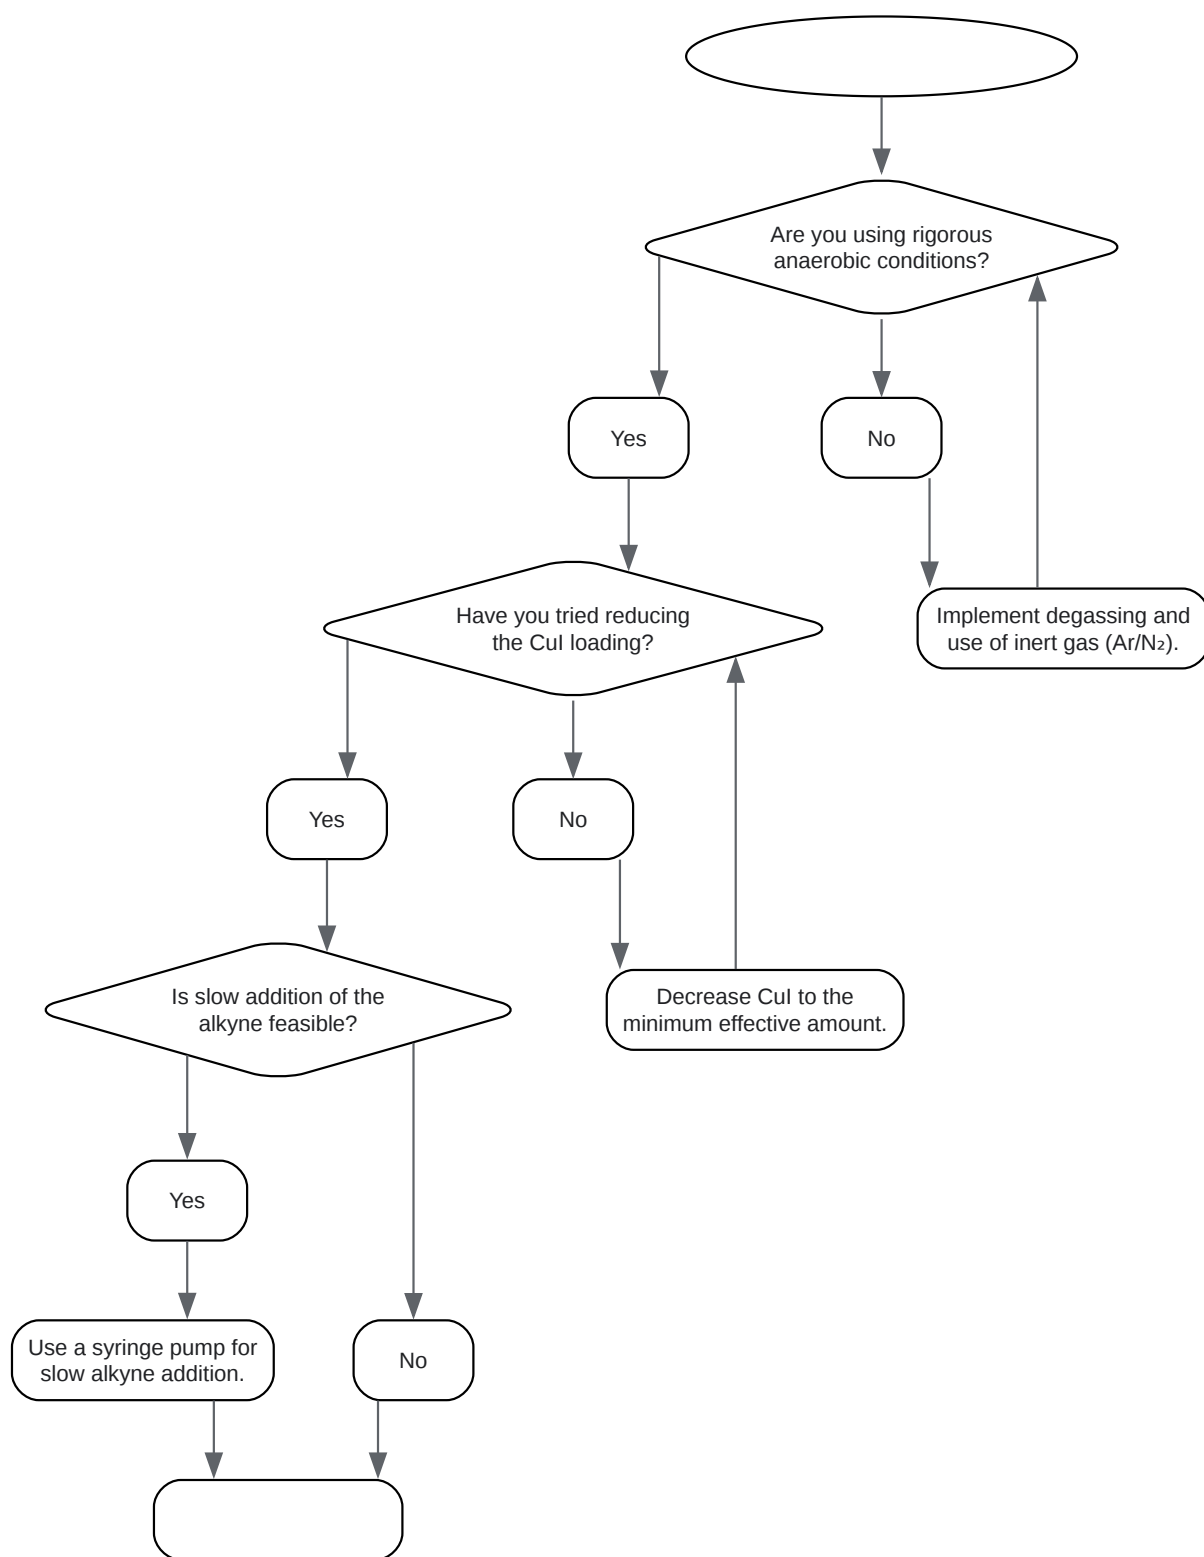 Are you using rigorous
anaerobic conditions?
Yes
No
Have you tried reducing
the CuI loading?
Implement degassing and
use of inert gas (Ar/N₂).
Yes
No
Is slow addition of the
alkyne feasible?
Decrease CuI to the
minimum effective amount.
Yes
Use a syringe pump for
slow alkyne addition.
No